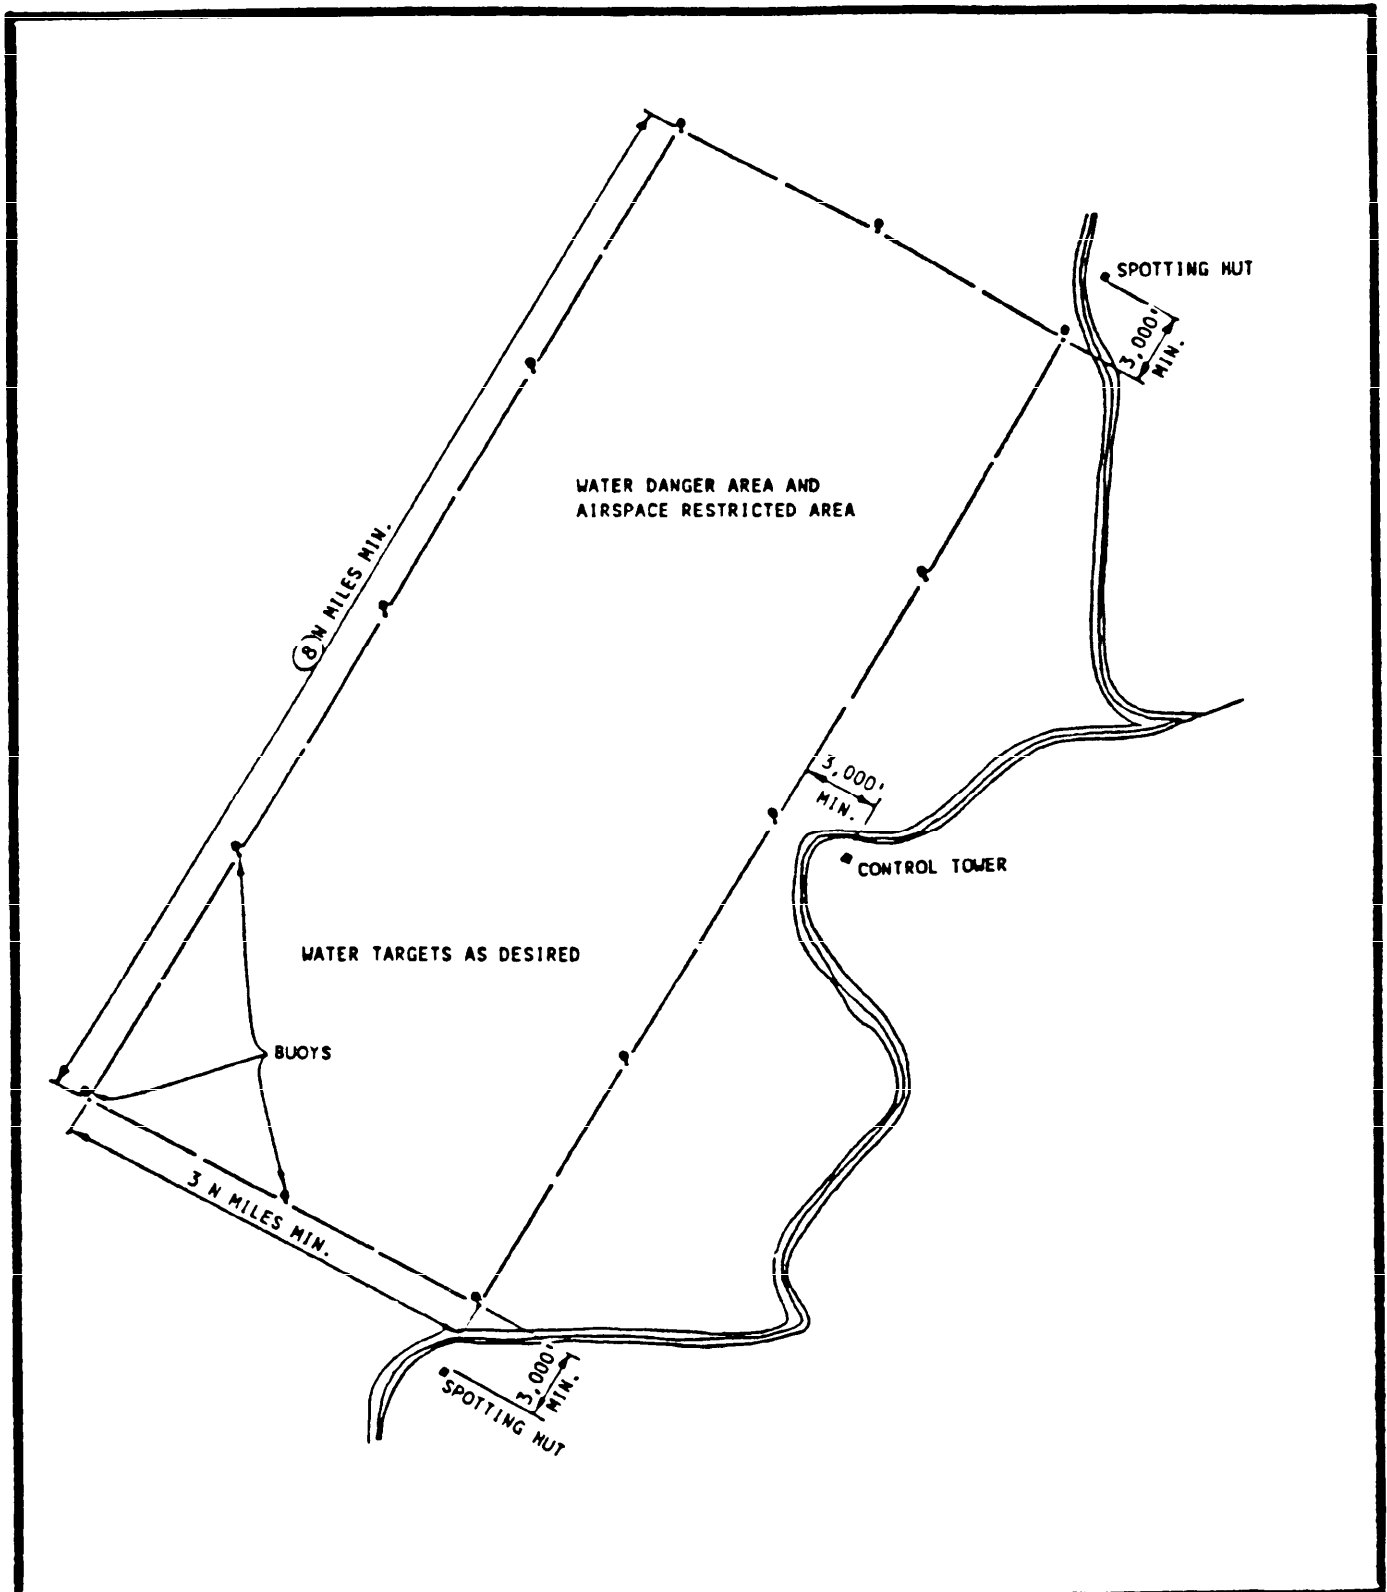 SPOTTING HUT
3,000'
MIN.
WATER DANGER AREA AND
AIRSPACE RESTRICTED AREA
8 N MILES MIN.
3,000'
MIN.
CONTROL TOWER
WATER TARGETS AS DESIRED
BUOYS
3 N MILES MIN.
3,000'
MIN.
SPOTTING HUT